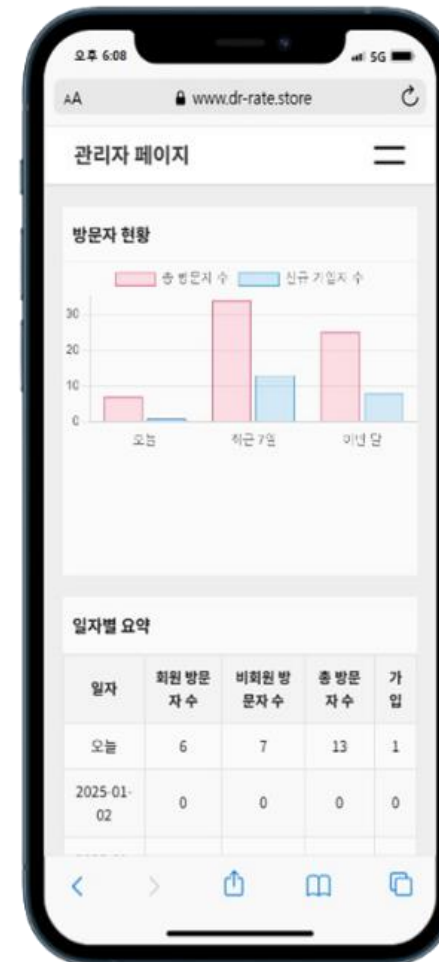 오후 6:08
5G
AA www.dr-rate.store
관리자 페이지
방문자 현황
총 방문자 수 신규 가입자 수
30
20
10
0
오늘 최근 7일 이번 달
일자별 요약
일자 회원 방문자 수 비회원 방문자 수 총 방문자 수 가입
오늘 6 7 13 1
2025-01-02 0 0 0 0